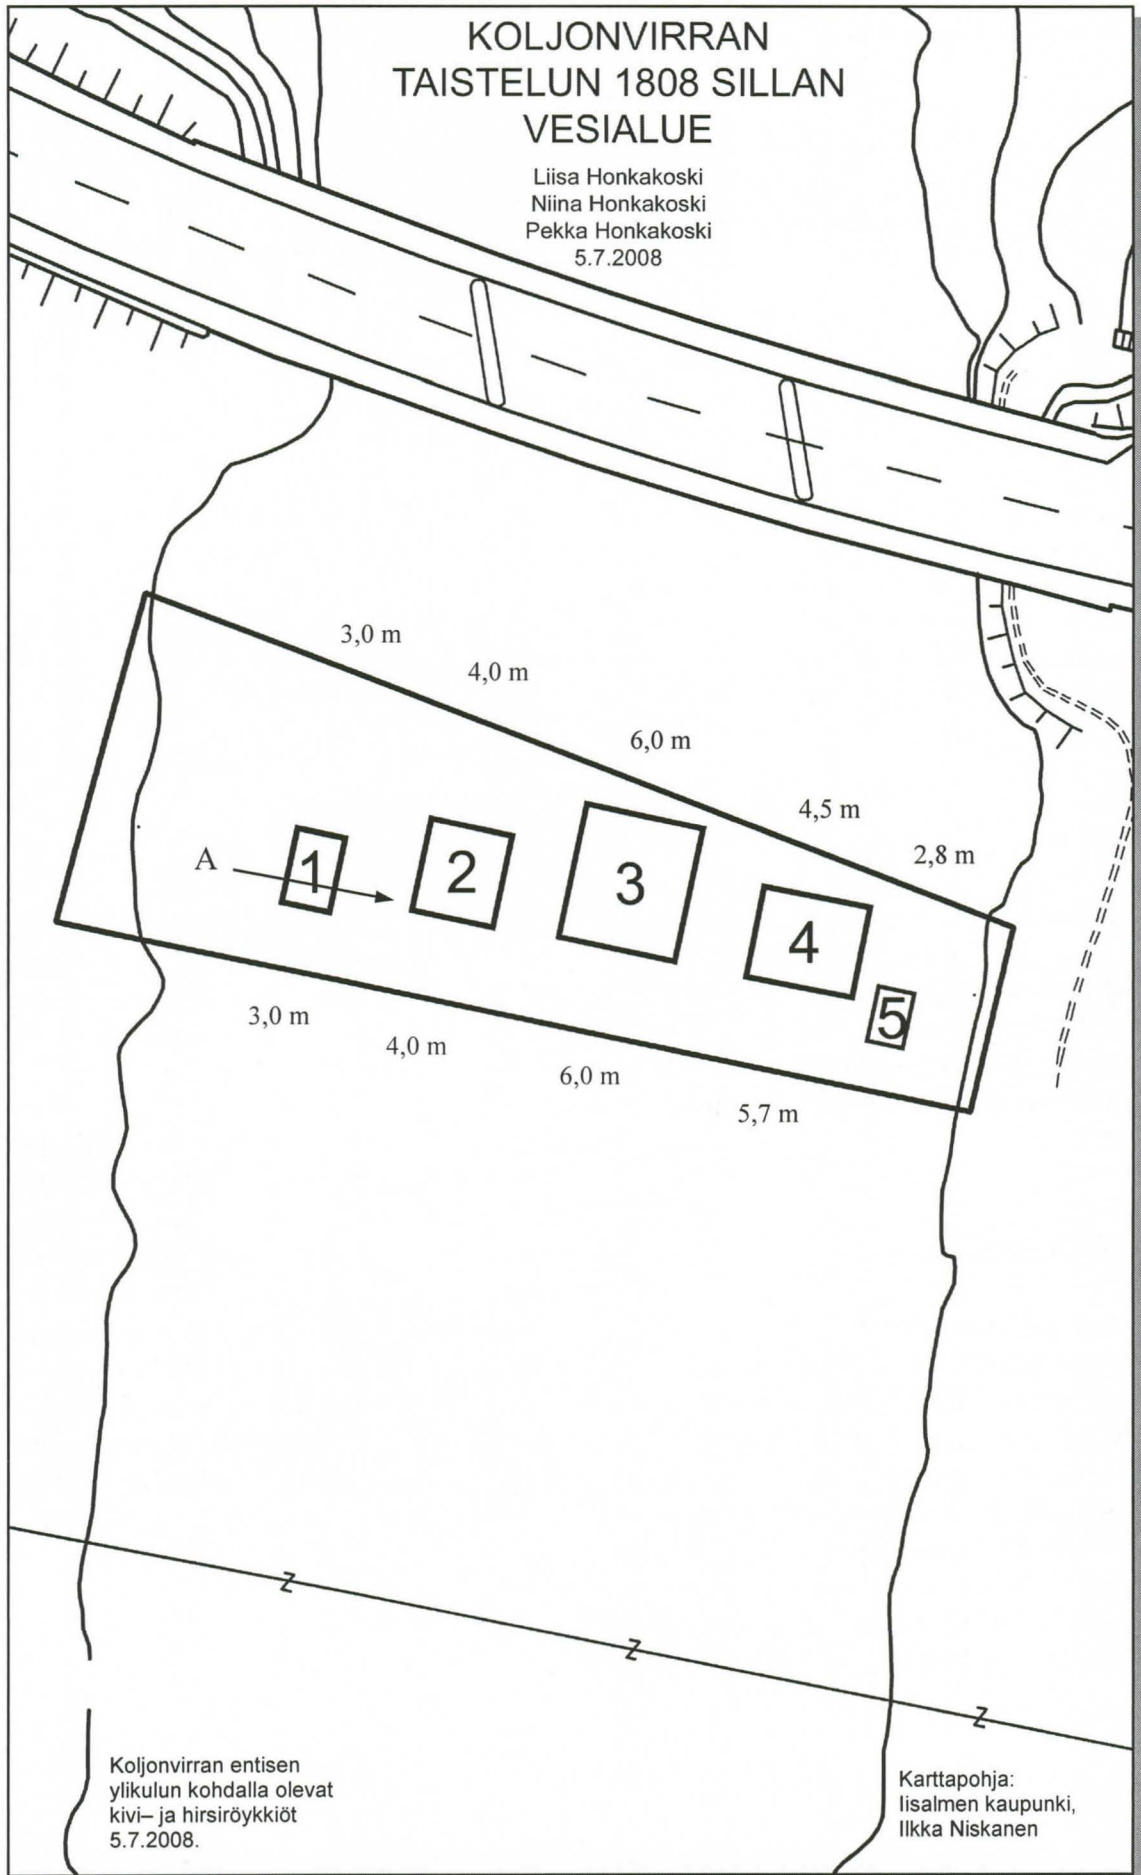 KOLJONVIRRAN
TAISTELUN 1808 SILLAN
VESIALUE
Liisa Honkakoski
Niina Honkakoski
Pekka Honkakoski
5.7.2008
3,0 m
4,0 m
6,0 m
4,5 m
2,8 m
A
1
2
3
4
5
3,0 m
4,0 m
6,0 m
5,7 m
Z
Z
Z
Koljonvirran entisen
ylikulun kohdalla olevat
kivi– ja hirsiröykkiöt
5.7.2008.
Karttapohja:
Iisalmen kaupunki,
Ilkka Niskanen